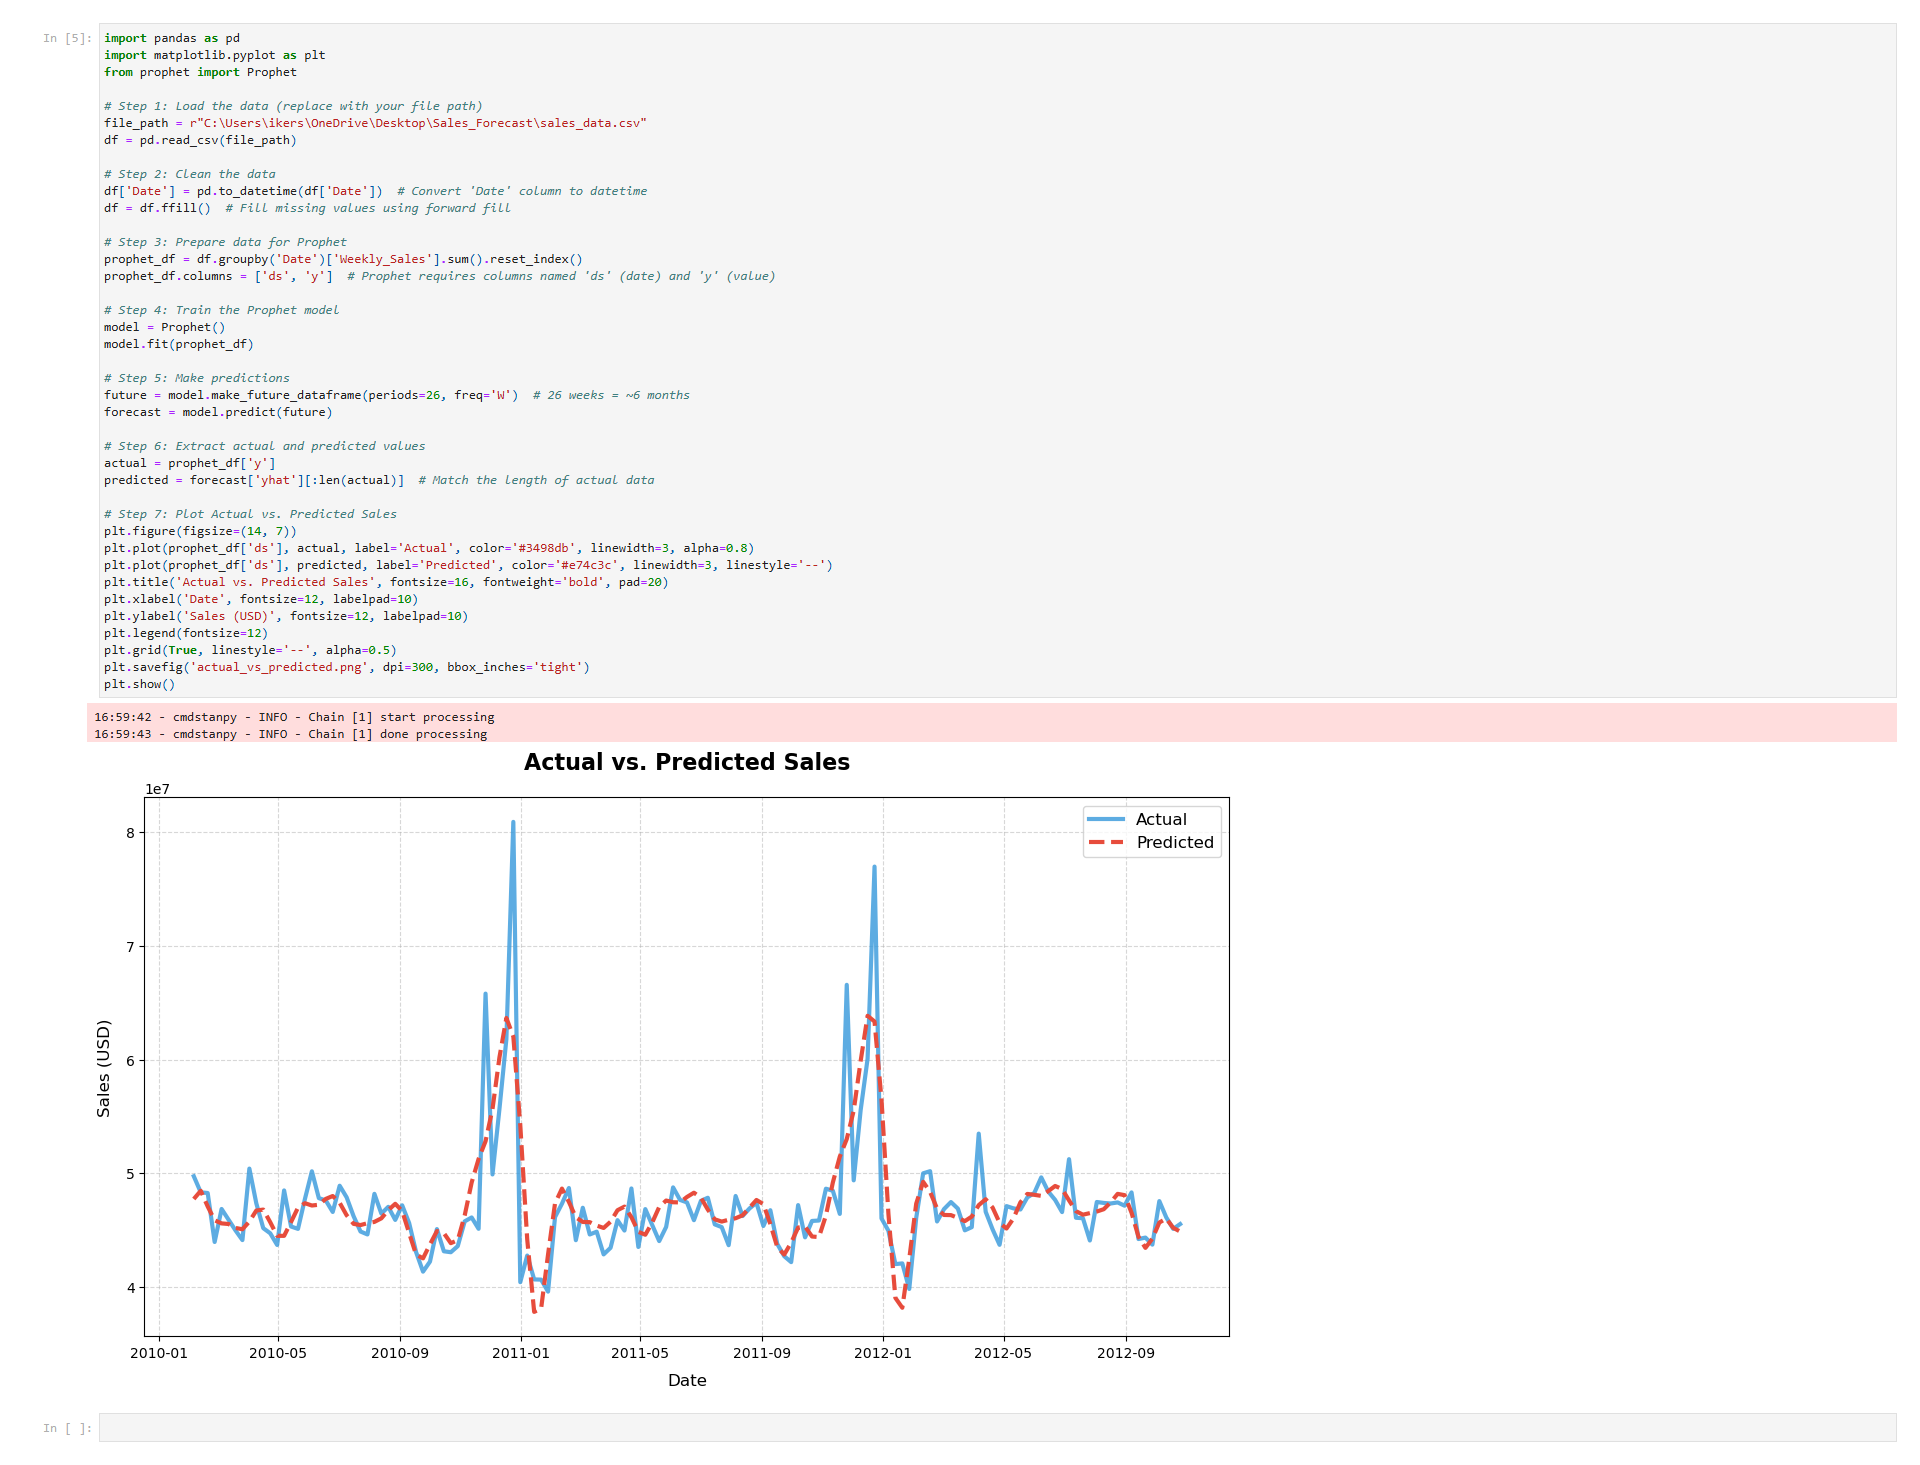 In [5]:
import pandas as pd
import matplotlib.pyplot as plt
from prophet import Prophet
# Step 1: Load the data (replace with your file path)
file_path = r"C:\Users\ikers\OneDrive\Desktop\Sales_Forecast\sales_data.csv"
df = pd.read_csv(file_path)
# Step 2: Clean the data
df['Date'] = pd.to_datetime(df['Date'])  # Convert 'Date' column to datetime
df = df.ffill()  # Fill missing values using forward fill
# Step 3: Prepare data for Prophet
prophet_df = df.groupby('Date')['Weekly_Sales'].sum().reset_index()
prophet_df.columns = ['ds', 'y']  # Prophet requires columns named 'ds' (date) and 'y' (value)
# Step 4: Train the Prophet model
model = Prophet()
model.fit(prophet_df)
# Step 5: Make predictions
future = model.make_future_dataframe(periods=26, freq='W')  # 26 weeks = ~6 months
forecast = model.predict(future)
# Step 6: Extract actual and predicted values
actual = prophet_df['y']
predicted = forecast['yhat'][:len(actual)]  # Match the length of actual data
# Step 7: Plot Actual vs. Predicted Sales
plt.figure(figsize=(14, 7))
plt.plot(prophet_df['ds'], actual, label='Actual', color='#3498db', linewidth=3, alpha=0.8)
plt.plot(prophet_df['ds'], predicted, label='Predicted', color='#e74c3c', linewidth=3, linestyle='--')
plt.title('Actual vs. Predicted Sales', fontsize=16, fontweight='bold', pad=20)
plt.xlabel('Date', fontsize=12, labelpad=10)
plt.ylabel('Sales (USD)', fontsize=12, labelpad=10)
plt.legend(fontsize=12)
plt.grid(True, linestyle='--', alpha=0.5)
plt.savefig('actual_vs_predicted.png', dpi=300, bbox_inches='tight')
plt.show()
16:59:42 - cmdstanpy - INFO - Chain [1] start processing
16:59:43 - cmdstanpy - INFO - Chain [1] done processing
Actual vs. Predicted Sales
1e7
Actual
Predicted
8
7
6
5
4
Sales (USD)
2010-01 2010-05 2010-09 2011-01 2011-05 2011-09 2012-01 2012-05 2012-09
Date
In [ ]: